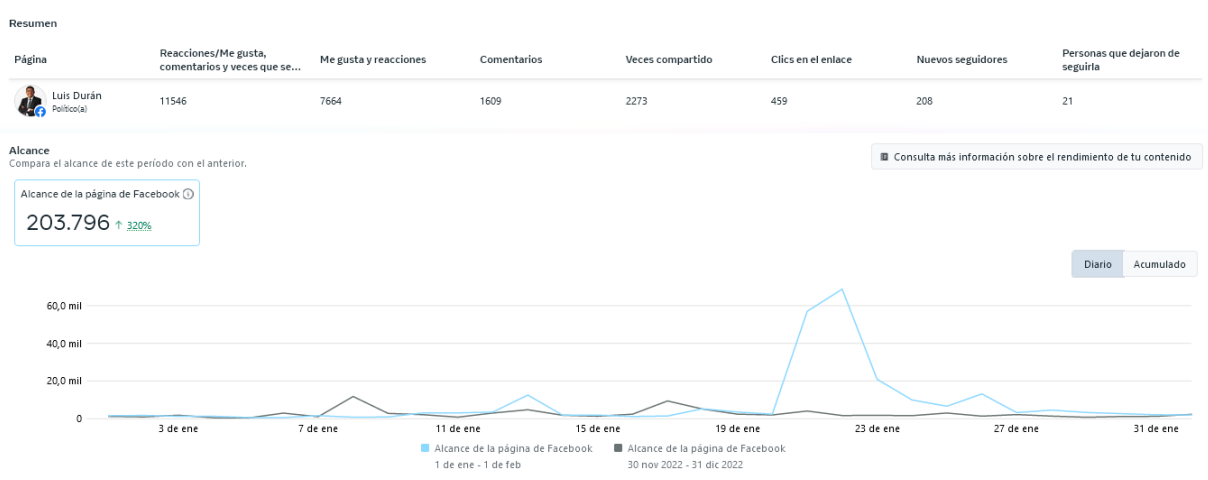 Resumen
Página
Reacciones/Me gusta,
comentarios y veces que se...
Me gusta y reacciones
Comentarios
Veces compartido
Clics en el enlace
Nuevos seguidores
Personas que dejaron de
seguirla
Luis Durán
Político(a)
11546
7664
1609
2273
459
208
21
Alcance
Compara el alcance de este período con el anterior.
Consulta más información sobre el rendimiento de tu contenido
Alcance de la página de Facebook
203.796 ↑ 320%
Diario
Acumulado
60,0 mil
40,0 mil
20,0 mil
0
3 de ene
7 de ene
11 de ene
15 de ene
19 de ene
23 de ene
27 de ene
31 de ene
Alcance de la página de Facebook
1 de ene - 1 de feb
Alcance de la página de Facebook
30 nov 2022 - 31 dic 2022